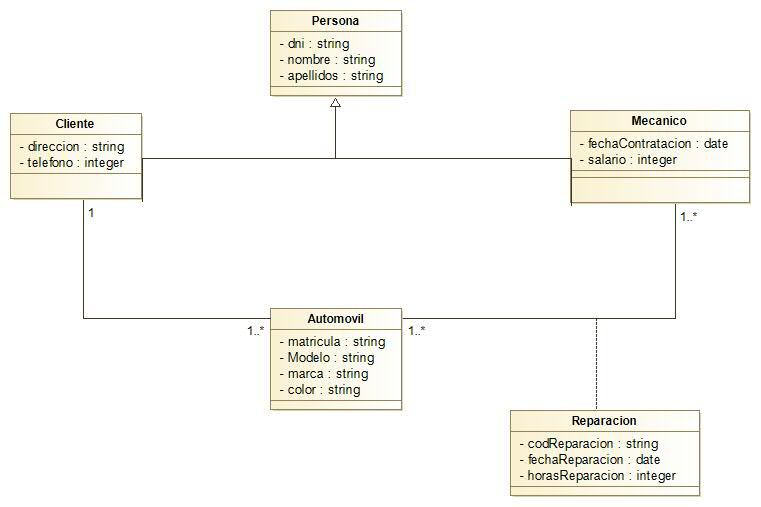 Persona
- dni : string
- nombre : string
- apellidos : string
Cliente
- direccion : string
- telefono : integer
Mecanico
- fechaContratacion : date
- salario : integer
1
1..*
1..*
1..*
Automovil
- matricula : string
- Modelo : string
- marca : string
- color : string
Reparacion
- codReparacion : string
- fechaReparacion : date
- horasReparacion : integer